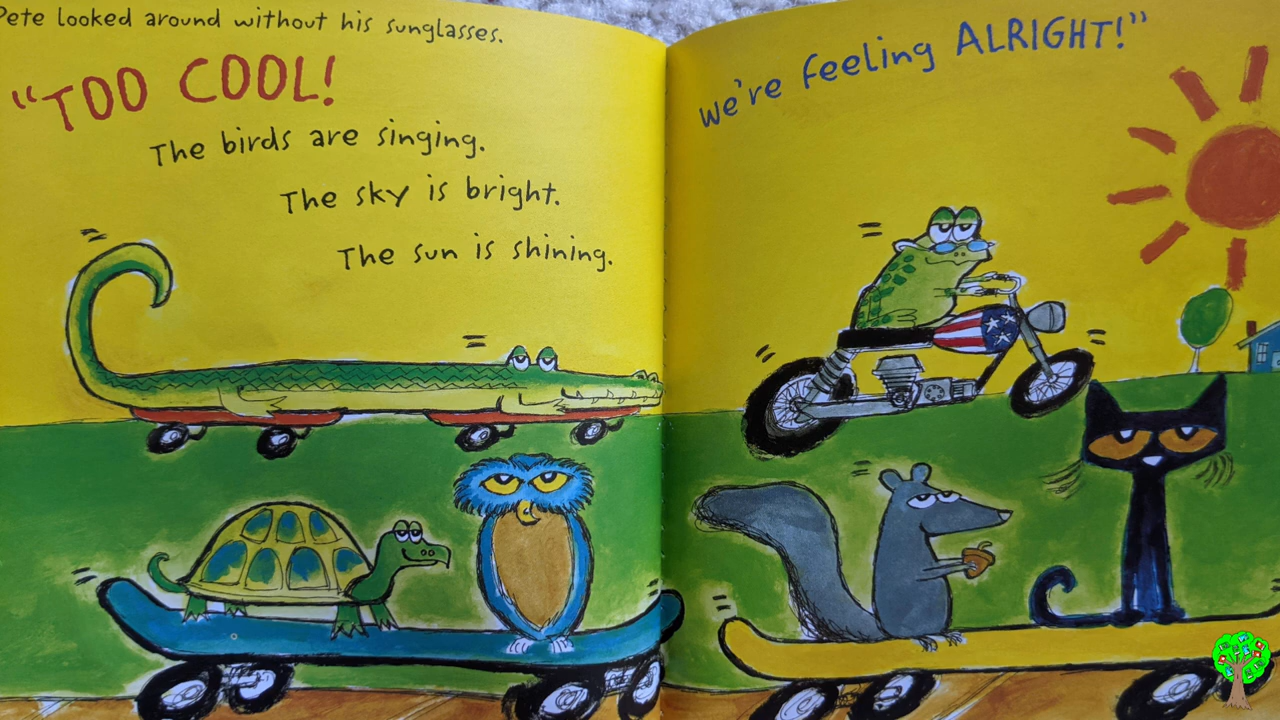 Pete looked around without his sunglasses.
"TOO COOL!
The birds are singing.
The sky is bright.
The sun is shining.
we're feeling ALRIGHT!"